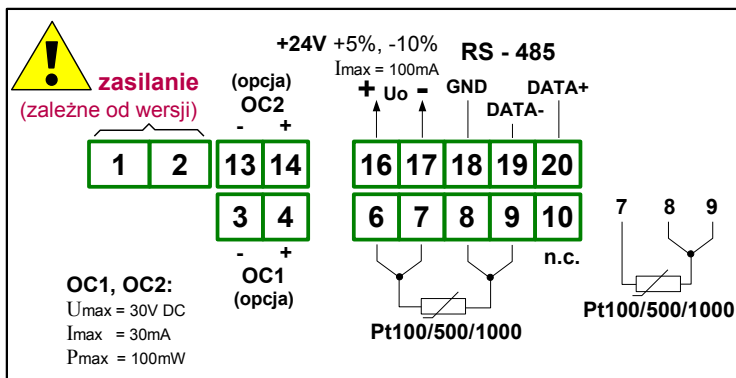 +24V +5%, -10%
Imax = 100mA
RS - 485
zasilanie
(zależne od wersji)
(opcja)
OC2
- +
+ Uo -
GND
DATA-
DATA+
1 2 13 14 16 17 18 19 20
3 4 6 7 8 9 10
- +
OC1
(opcja)
n.c.
Pt100/500/1000
7 8 9
Pt100/500/1000
OC1, OC2:
Umax = 30V DC
Imax = 30mA
Pmax = 100mW